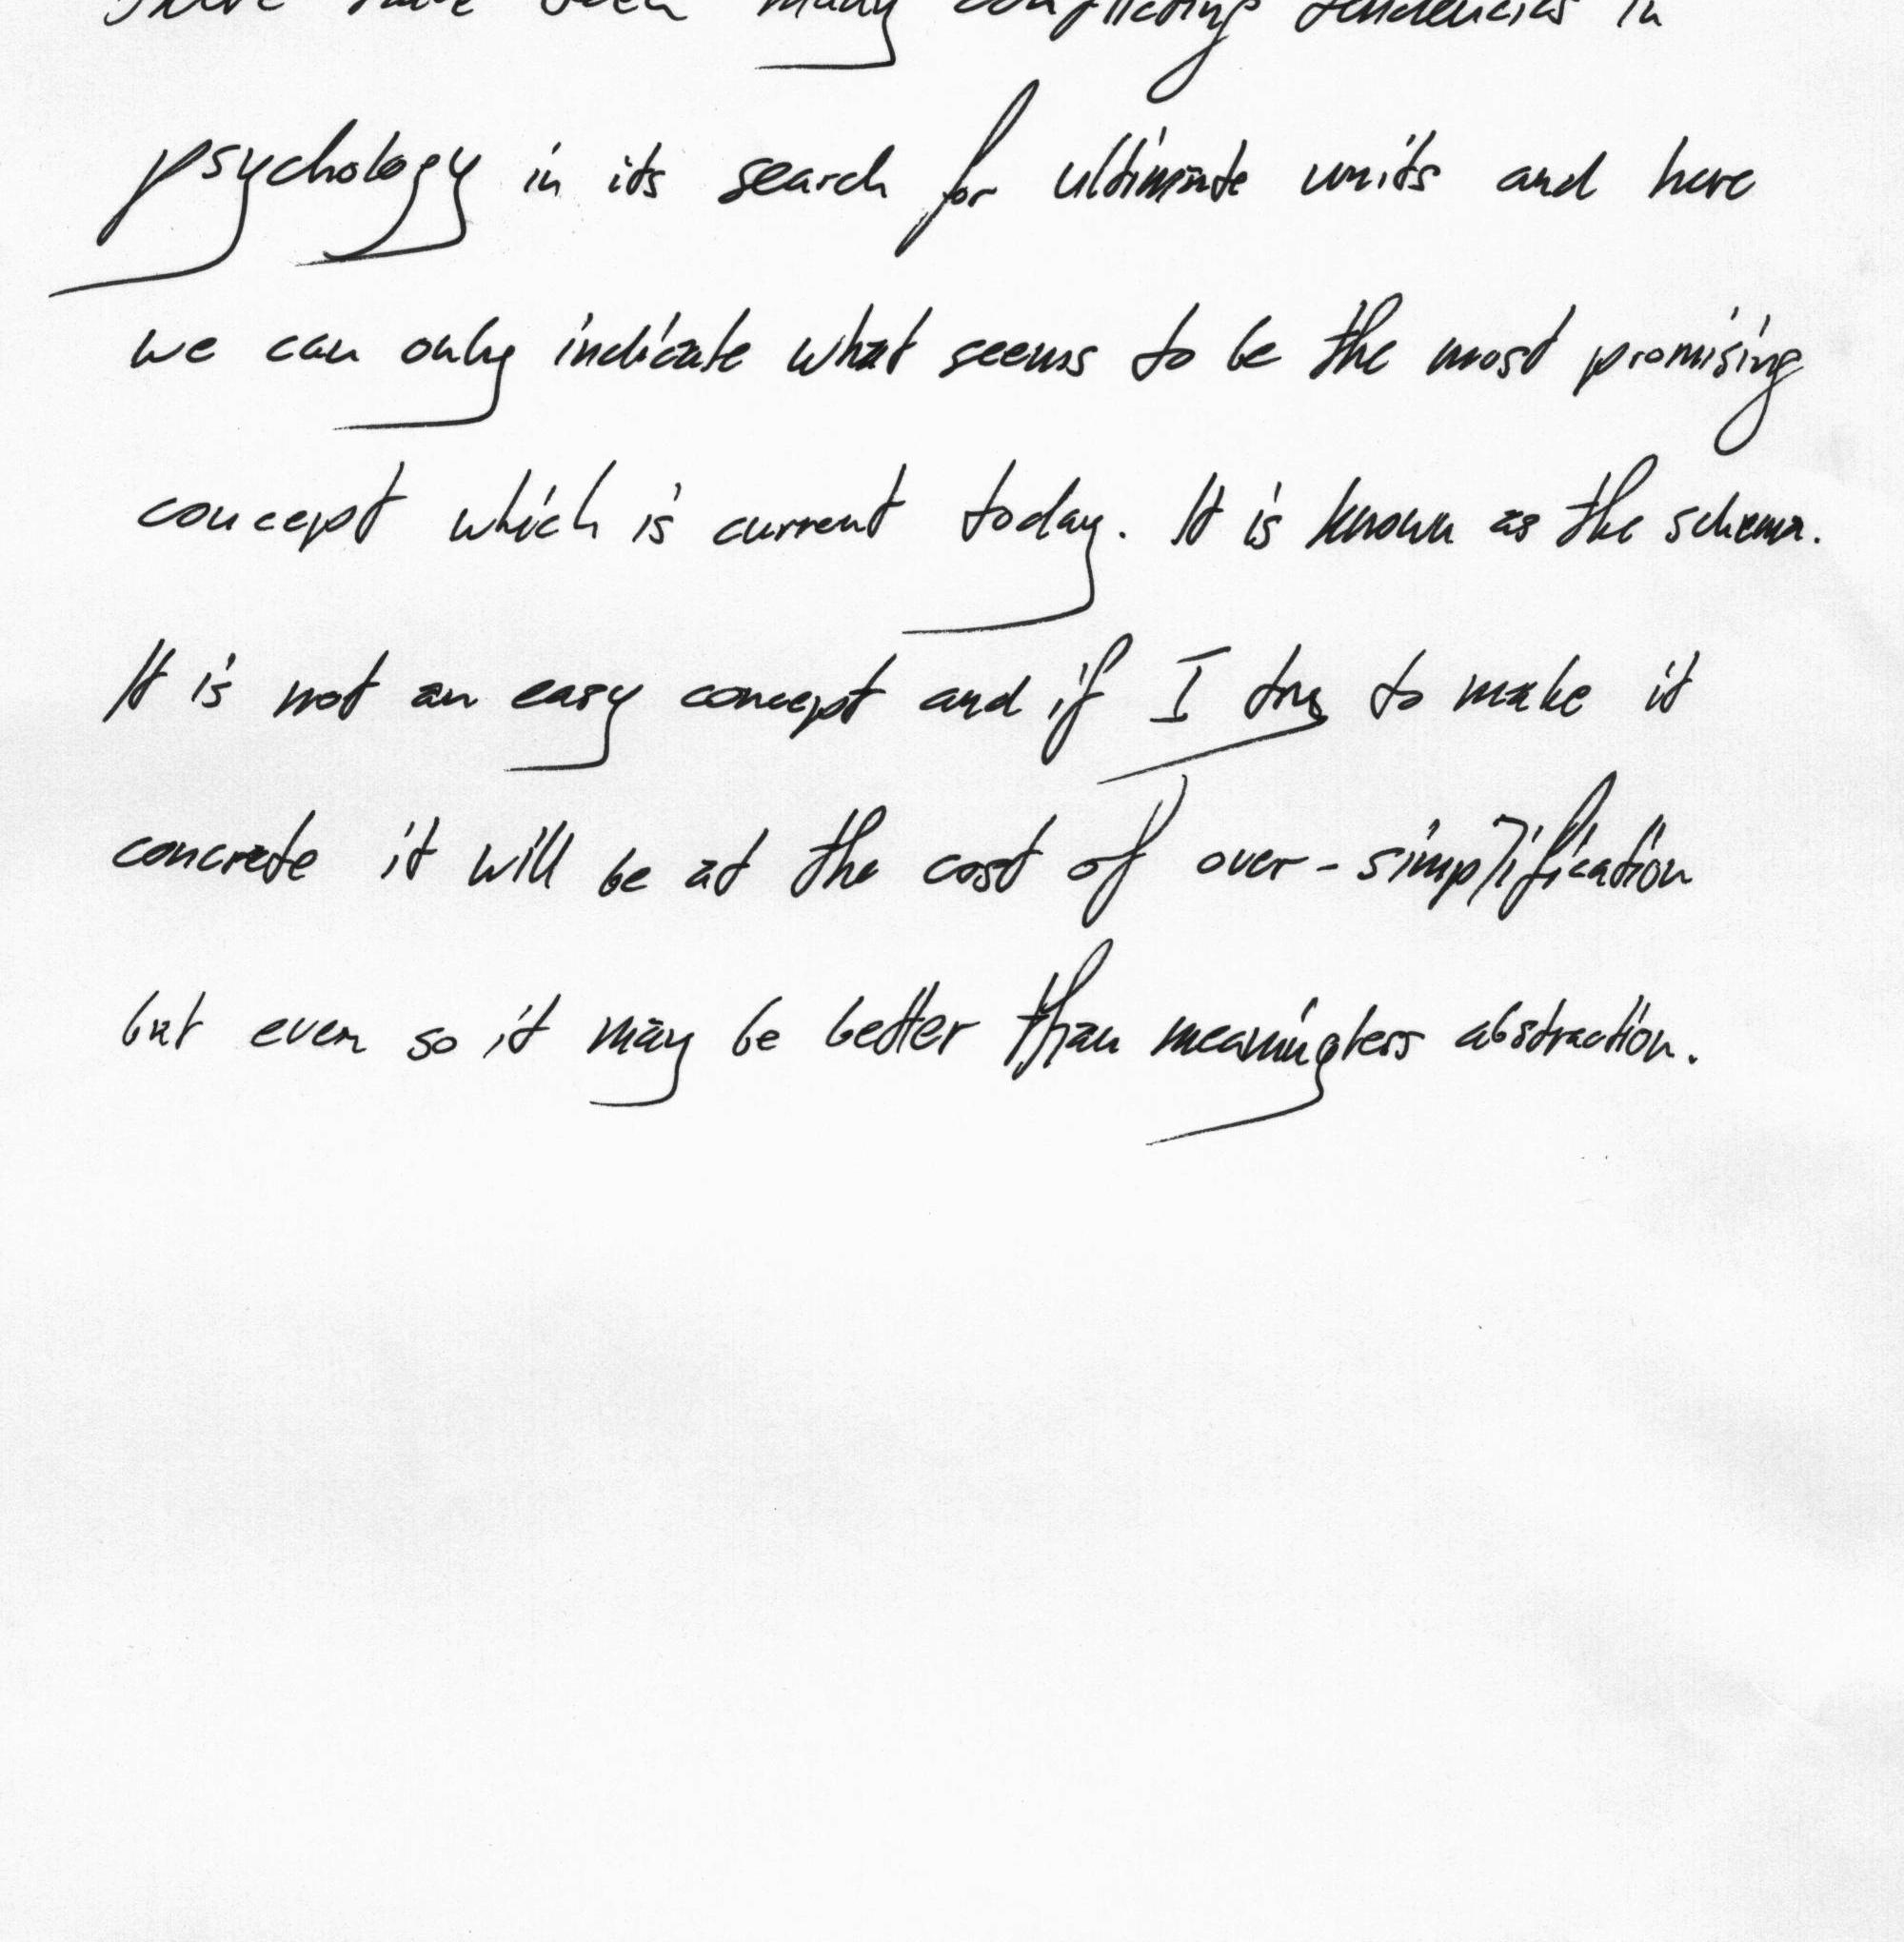 There have been many conflicting tendencies in
psychology in its search for ultimate units and here
we can only indicate what seems to be the most promising
concept which is current today. It is known as the schema.
It is not an easy concept and if I try to make it
concrete it will be at the cost of over-simplification
but even so it may be better than meaningless abstraction.